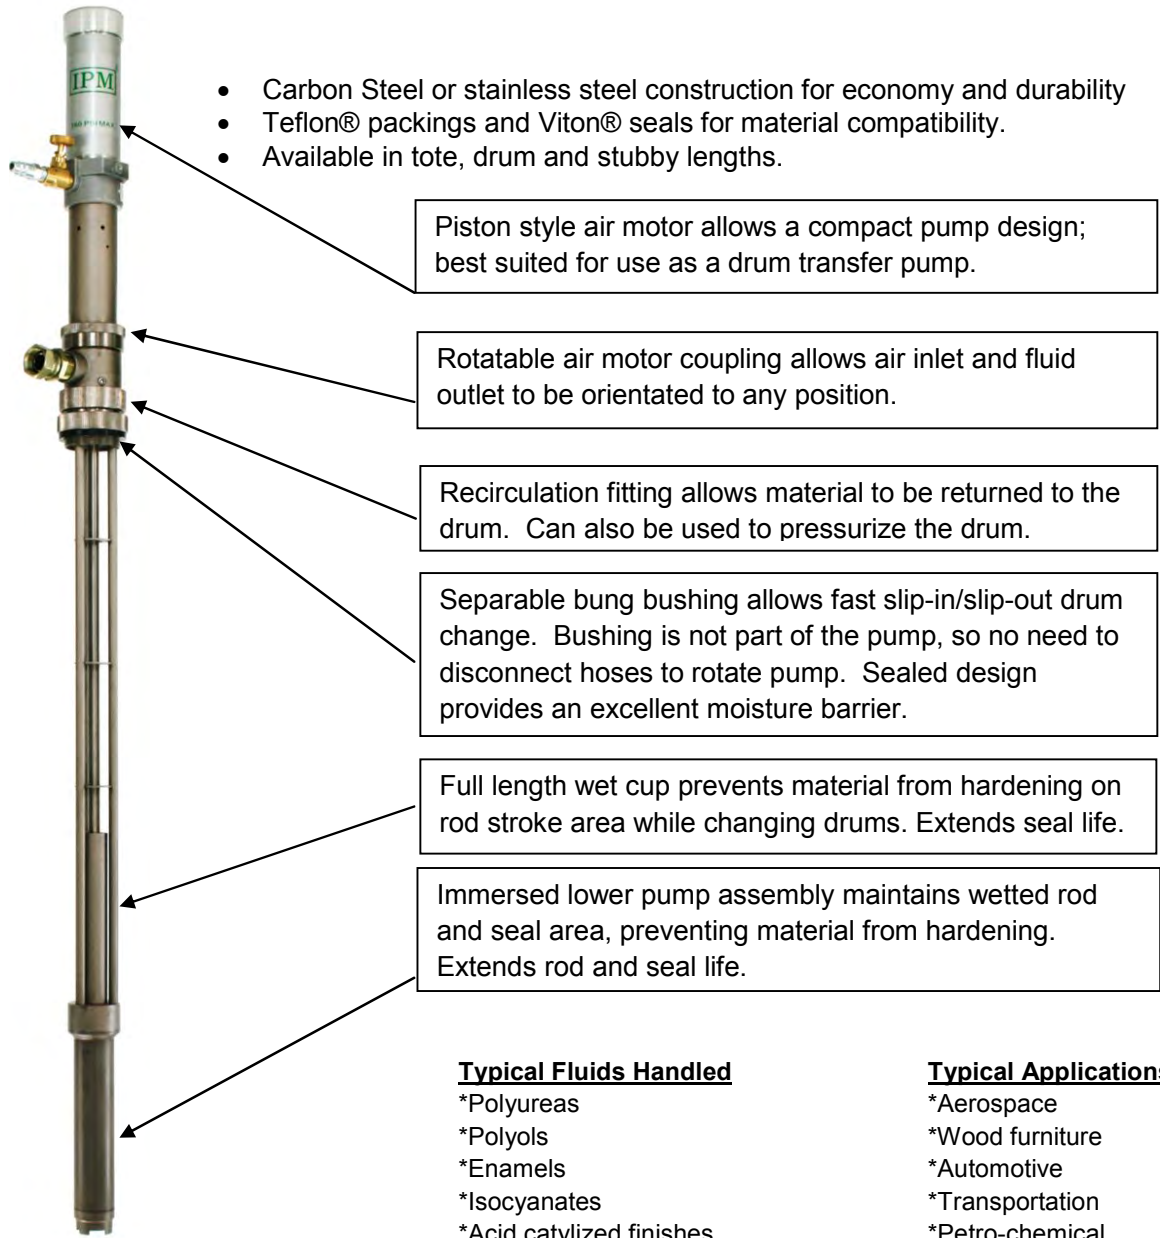 IPM
• Carbon Steel or stainless steel construction for economy and durability
• Teflon® packings and Viton® seals for material compatibility.
• Available in tote, drum and stubby lengths.
Piston style air motor allows a compact pump design;
best suited for use as a drum transfer pump.
Rotatable air motor coupling allows air inlet and fluid
outlet to be orientated to any position.
Recirculation fitting allows material to be returned to the
drum.  Can also be used to pressurize the drum.
Separable bung bushing allows fast slip-in/slip-out drum
change.  Bushing is not part of the pump, so no need to
disconnect hoses to rotate pump.  Sealed design
provides an excellent moisture barrier.
Full length wet cup prevents material from hardening on
rod stroke area while changing drums. Extends seal life.
Immersed lower pump assembly maintains wetted rod
and seal area, preventing material from hardening.
Extends rod and seal life.
Typical Fluids Handled
*Polyureas
*Polyols
*Enamels
*Isocyanates
*Acid catylized finishes
Typical Applications
*Aerospace
*Wood furniture
*Automotive
*Transportation
*Petro-chemical